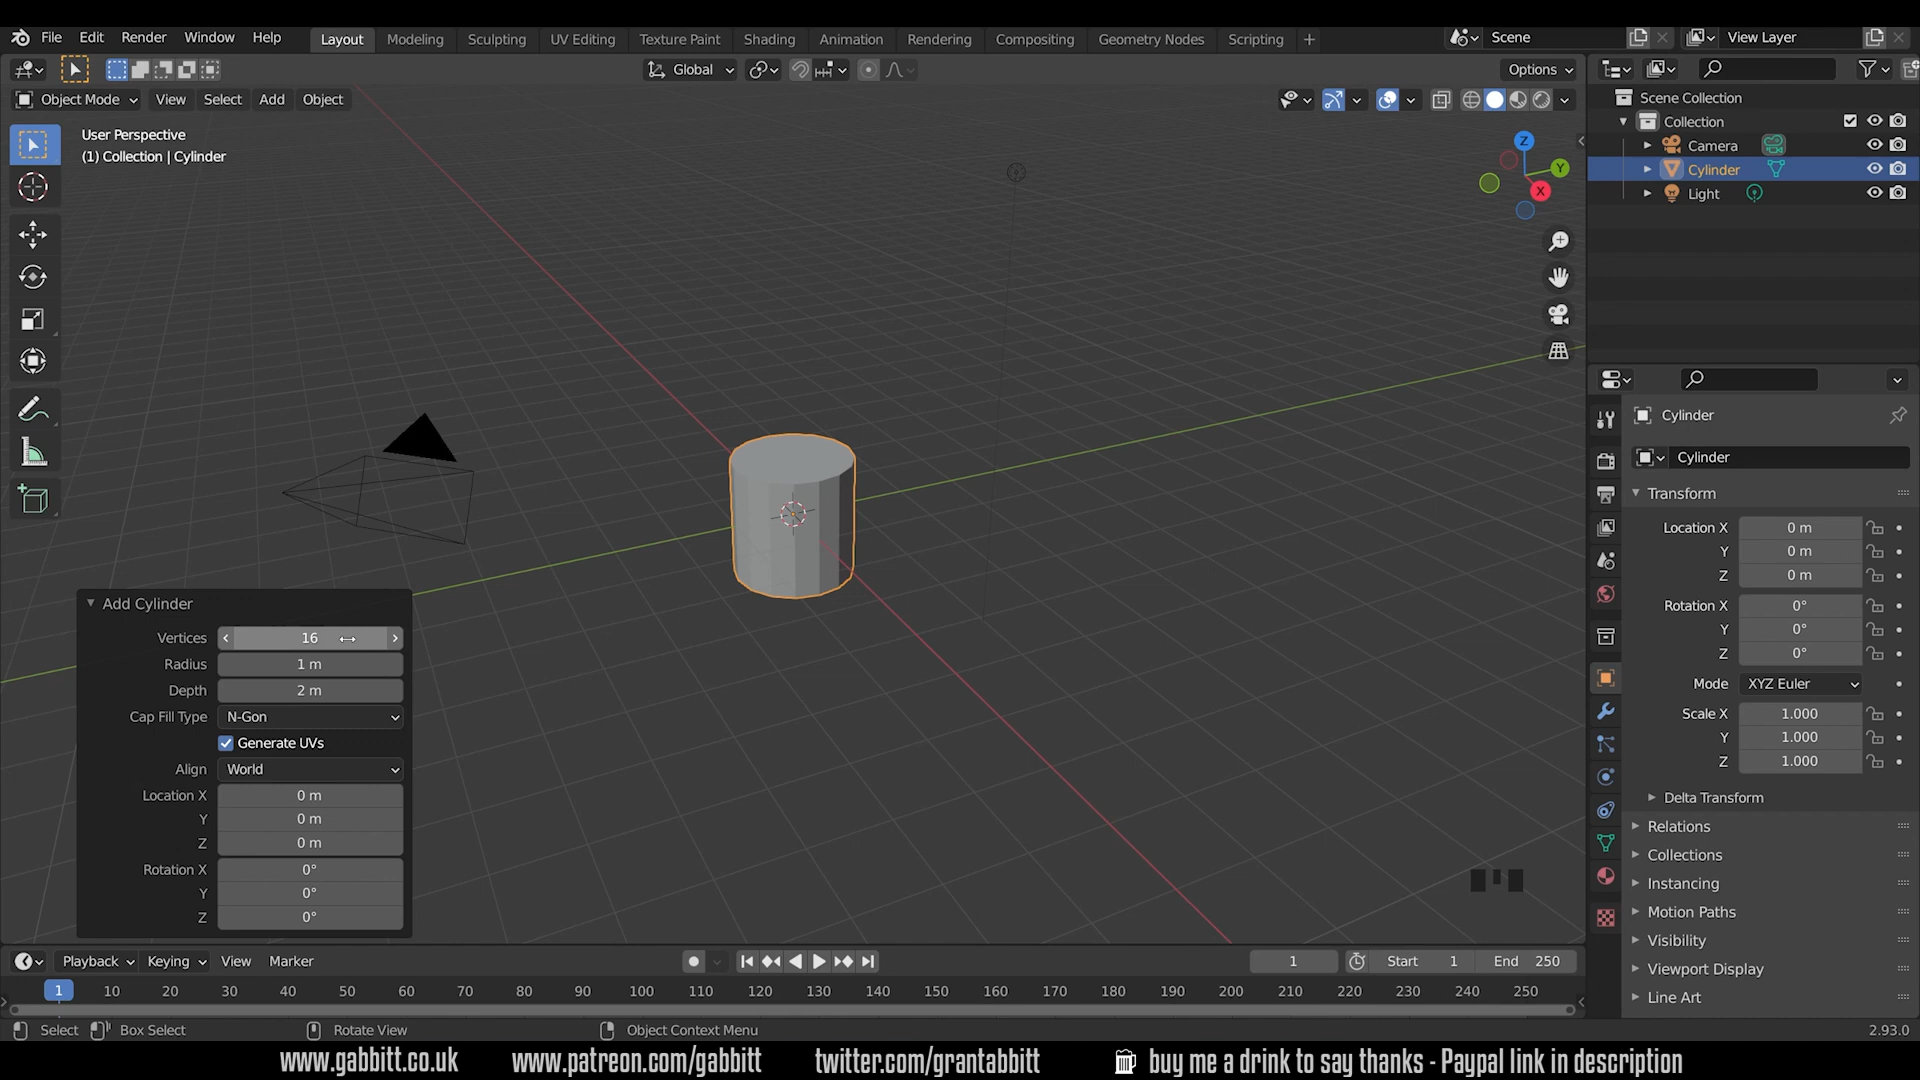 File Edit Render Window Help Layout Modeling Sculpting UV Editing Texture Paint Shading Animation Rendering Compositing Geometry Nodes Scripting + Scene View Layer
Global Options
Object Mode View Select Add Object
User Perspective
(1) Collection | Cylinder
Z
Y
X
Scene Collection
Collection
Camera
Cylinder
Light
Cylinder
Cylinder
Transform
Location X 0 m
Y 0 m
Z 0 m
Rotation X 0°
Y 0°
Z 0°
Mode XYZ Euler
Scale X 1.000
Y 1.000
Z 1.000
Delta Transform
Relations
Collections
Instancing
Motion Paths
Visibility
Viewport Display
Line Art
Add Cylinder
Vertices 16
Radius 1 m
Depth 2 m
Cap Fill Type N-Gon
Generate UVs
Align World
Location X 0 m
Y 0 m
Z 0 m
Rotation X 0°
Y 0°
Z 0°
Playback Keying View Marker 1 Start 1 End 250
1 10 20 30 40 50 60 70 80 90 100 110 120 130 140 150 160 170 180 190 200 210 220 230 240 250
Select Box Select Rotate View Object Context Menu 2.93.0
www.gabbitt.co.uk www.patreon.com/gabbitt twitter.com/grantabbitt buy me a drink to say thanks - Paypal link in description